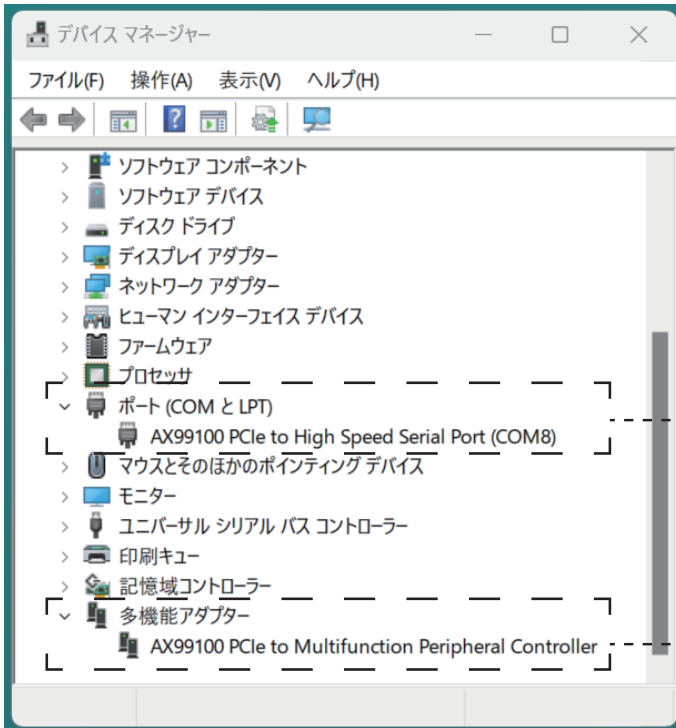 デバイス マネージャー
ファイル(F) 操作(A) 表示(V) ヘルプ(H)
ソフトウェア コンポーネント
ソフトウェア デバイス
ディスク ドライブ
ディスプレイ アダプター
ネットワーク アダプター
ヒューマン インターフェイス デバイス
ファームウェア
プロセッサ
ポート (COM と LPT)
AX99100 PCIe to High Speed Serial Port (COM8)
マウスとそのほかのポインティング デバイス
モニター
ユニバーサル シリアル バス コントローラー
印刷キュー
記憶域コントローラー
多機能アダプター
AX99100 PCIe to Multifunction Peripheral Controller